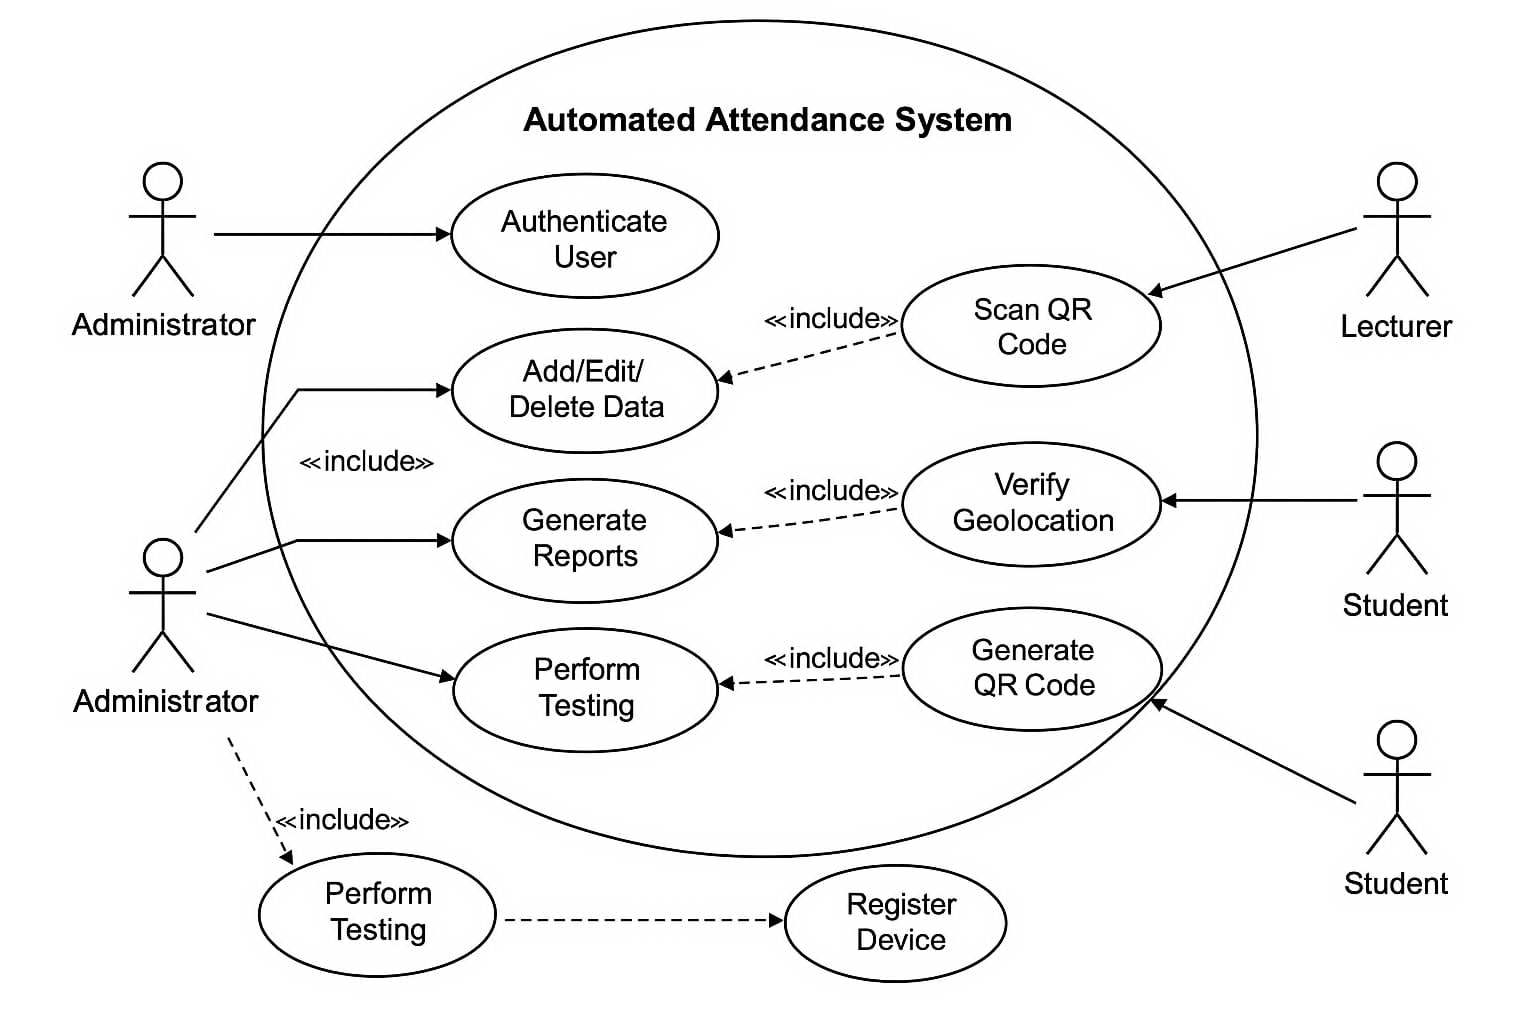 Automated Attendance System
Authenticate
User
Administrator
Scan QR
Code
Lecturer
«include»
Add/Edit/
Delete Data
«include»
Generate
Reports
«include»
Verify
Geolocation
Student
Administrator
Perform
Testing
«include»
Generate
QR Code
«include»
Perform
Testing
Register
Device
Student